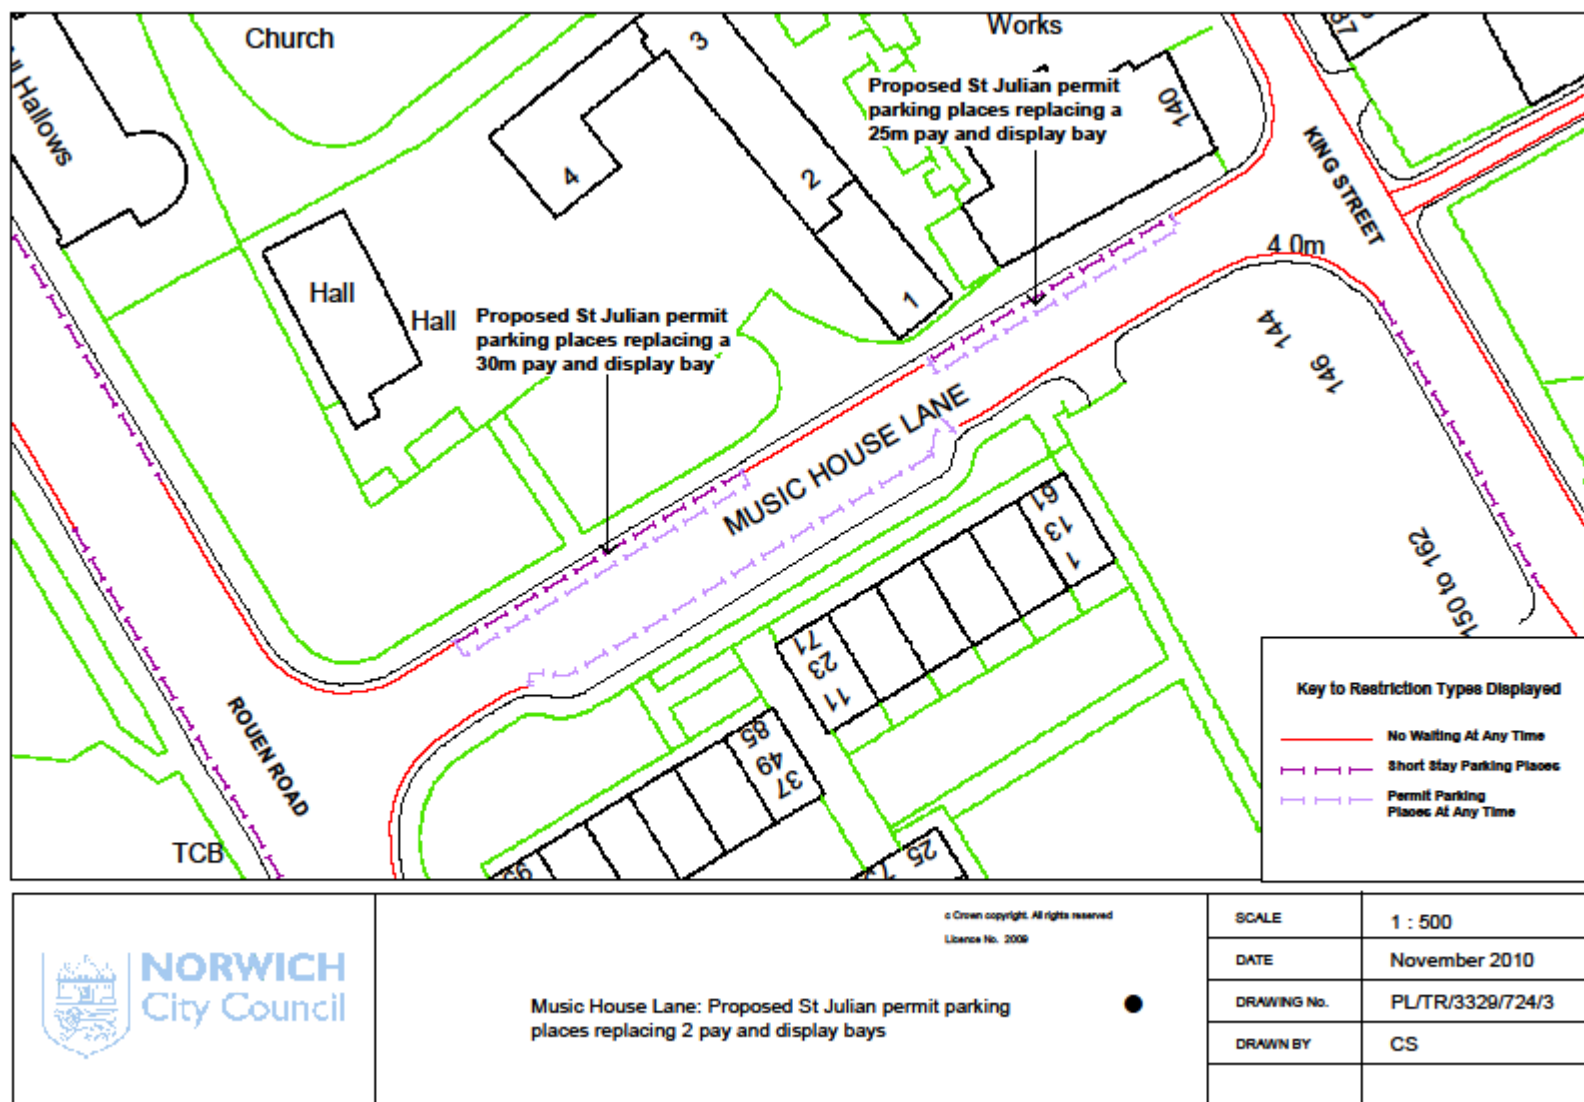 Church
Works
3
37
All Hallows
Proposed St Julian permit
parking places replacing a
25m pay and display bay
140
KING STREET
4
2
4.0m
Hall
Hall
1
Proposed St Julian permit
parking places replacing a
30m pay and display bay
144
146
MUSIC HOUSE LANE
61
13
1
150 to 162
71
23
11
ROUEN ROAD
85
49
37
TCB
25
Key to Restriction Types Displayed
No Waiting At Any Time
Short Stay Parking Places
Permit Parking
Places At Any Time
NORWICH
City Council
c Crown copyright. All rights reserved
Licence No. 2009
Music House Lane: Proposed St Julian permit parking
places replacing 2 pay and display bays
SCALE 1 : 500
DATE November 2010
DRAWING No. PL/TR/3329/724/3
DRAWN BY CS